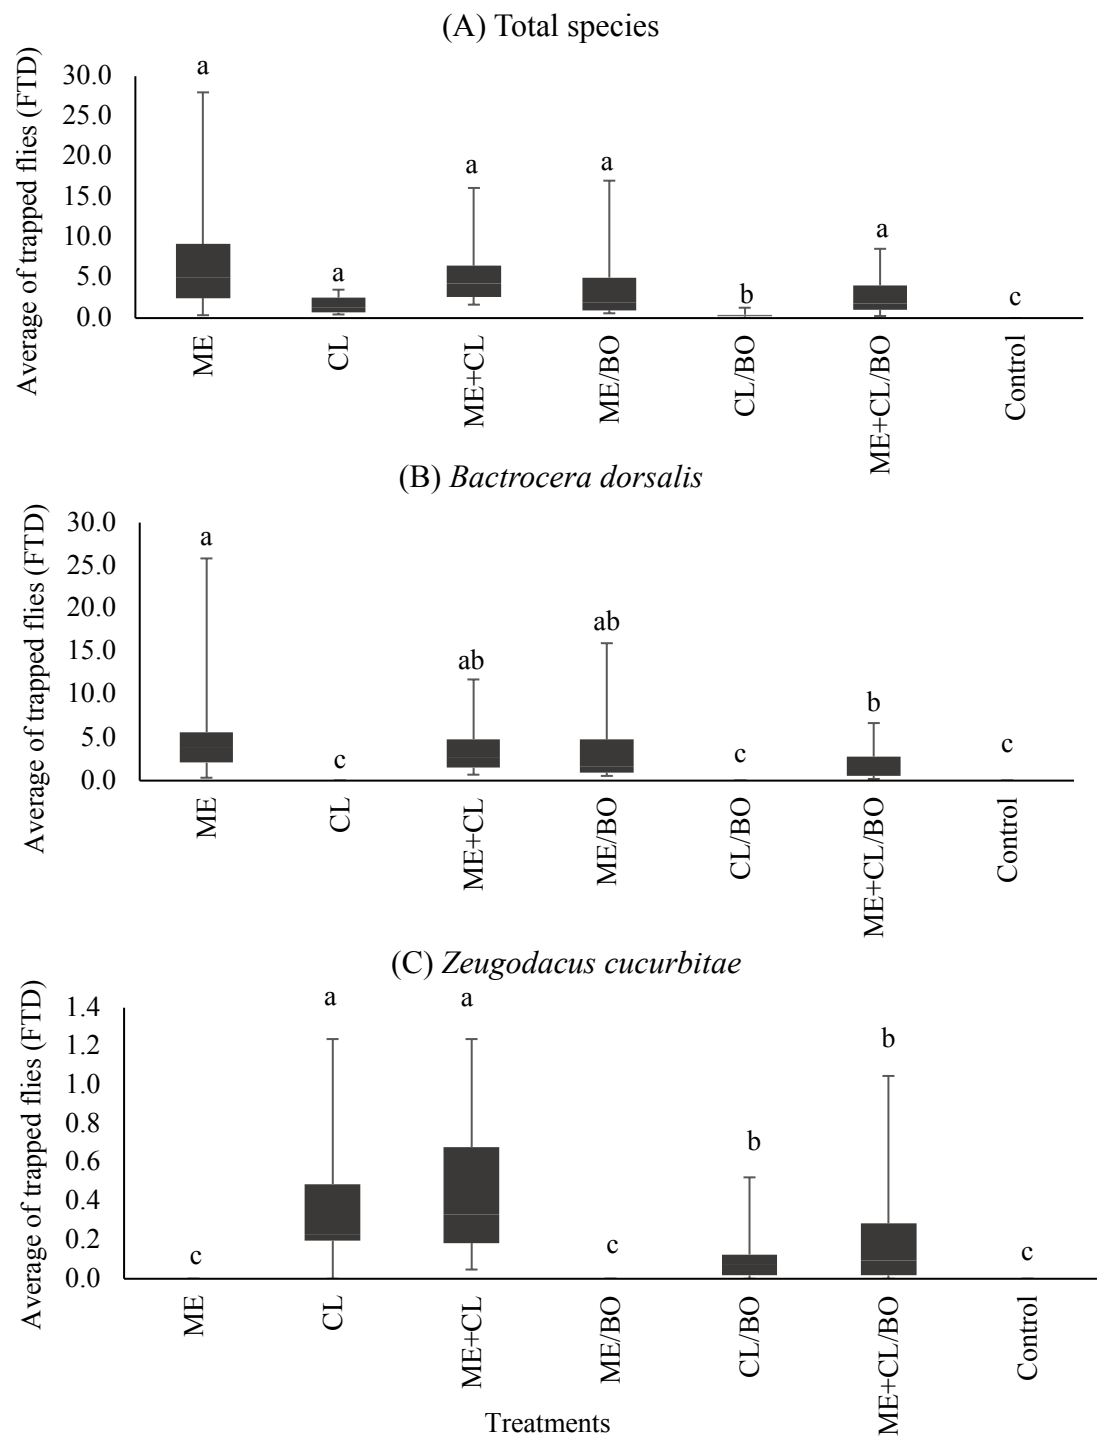 (A) Total species
Average of trapped flies (FTD)
30.0
25.0
20.0
15.0
10.0
5.0
0.0
a
a
a
a
b
a
c
ME
CL
ME+CL
ME/BO
CL/BO
ME+CL/BO
Control
(B) Bactrocera dorsalis
Average of trapped flies (FTD)
30.0
25.0
20.0
15.0
10.0
5.0
0.0
a
c
ab
ab
c
b
c
ME
CL
ME+CL
ME/BO
CL/BO
ME+CL/BO
Control
(C) Zeugodacus cucurbitae
Average of trapped flies (FTD)
1.4
1.2
1.0
0.8
0.6
0.4
0.2
0.0
c
a
a
c
b
b
c
ME
CL
ME+CL
ME/BO
CL/BO
ME+CL/BO
Control
Treatments